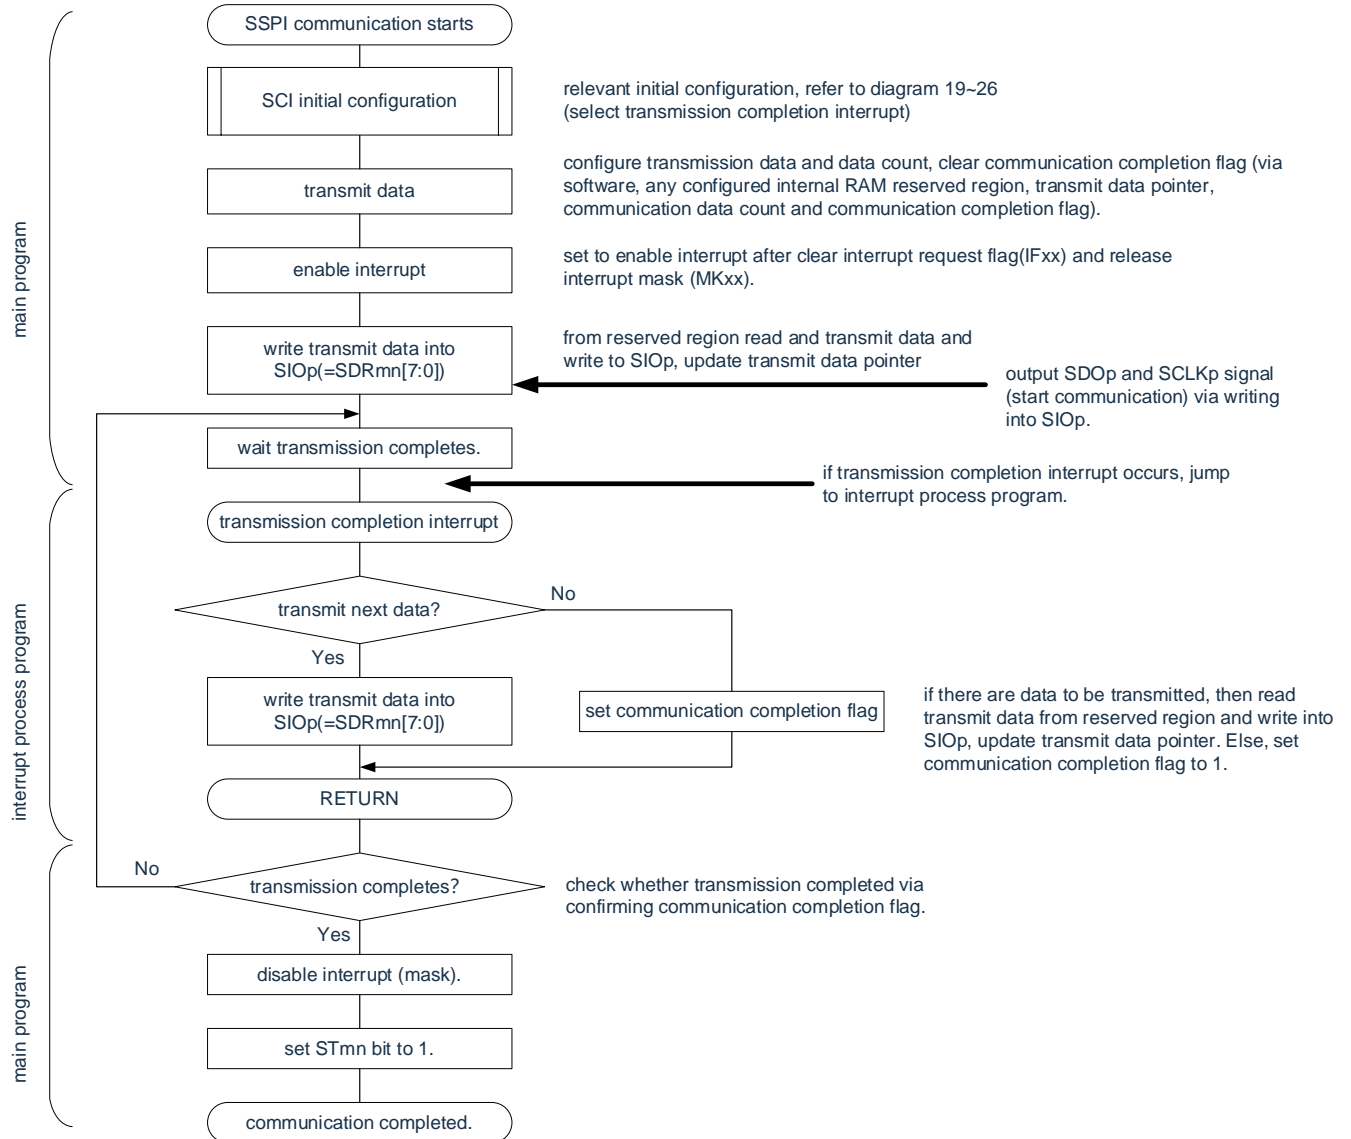 SSPI communication starts
SCI initial configuration
relevant initial configuration, refer to diagram 19~26
(select transmission completion interrupt)
transmit data
configure transmission data and data count, clear communication completion flag (via
software, any configured internal RAM reserved region, transmit data pointer,
communication data count and communication completion flag).
enable interrupt
set to enable interrupt after clear interrupt request flag(IFxx) and release
interrupt mask (MKxx).
main program
write transmit data into
SIOp(=SDRmn[7:0])
from reserved region read and transmit data and
write to SIOp, update transmit data pointer
output SDOp and SCLKp signal
(start communication) via writing
into SIOp.
wait transmission completes.
if transmission completion interrupt occurs, jump
to interrupt process program.
transmission completion interrupt
transmit next data?
No
Yes
interrupt process program
write transmit data into
SIOp(=SDRmn[7:0])
set communication completion flag
if there are data to be transmitted, then read
transmit data from reserved region and write into
SIOp, update transmit data pointer. Else, set
communication completion flag to 1.
RETURN
No
transmission completes?
check whether transmission completed via
confirming communication completion flag.
Yes
main program
disable interrupt (mask).
set STmn bit to 1.
communication completed.